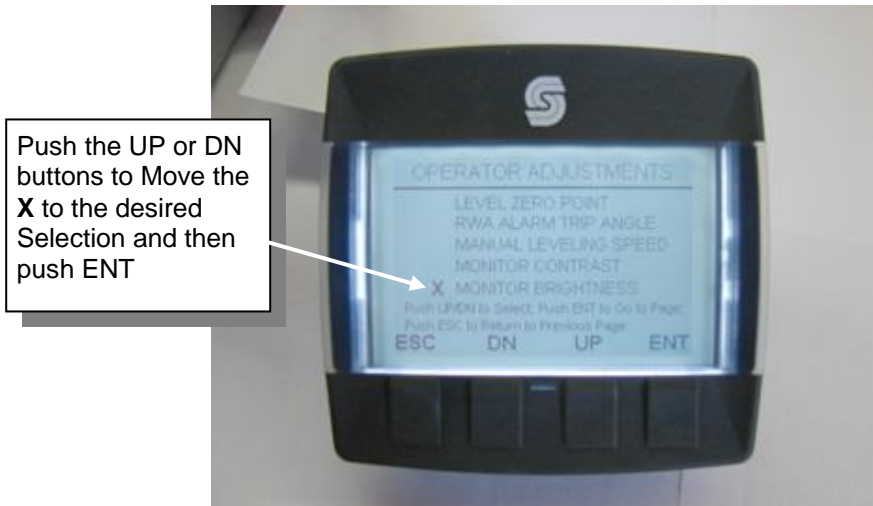 Push the UP or DN
buttons to Move the
X to the desired
Selection and then
push ENT
OPERATOR ADJUSTMENTS
LEVEL ZERO POINT
RWA ALARM TRIP ANGLE
MANUAL LEVELING SPEED
MONITOR CONTRAST
X MONITOR BRIGHTNESS
Push UP/DN to Select, Push ENT to Go to Page,
Push ESC to Return to Previous Page
ESC DN UP ENT